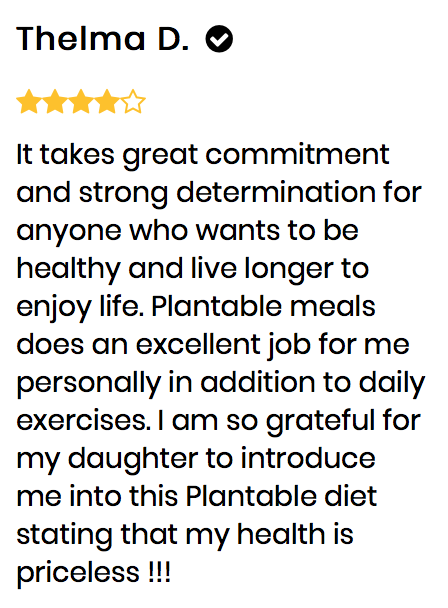 Thelma D.
It takes great commitment
and strong determination for
anyone who wants to be
healthy and live longer to
enjoy life. Plantable meals
does an excellent job for me
personally in addition to daily
exercises. I am so grateful for
my daughter to introduce
me into this Plantable diet
stating that my health is
priceless !!!